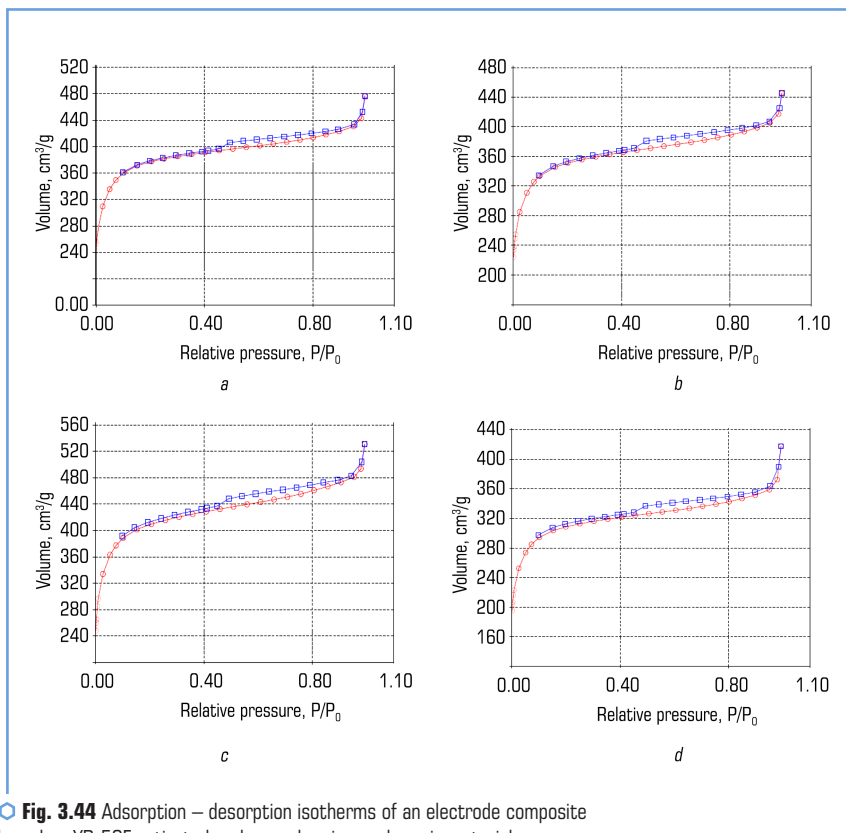 520
480
440
400
360
320
280
240
0.00
Volume, cm³/g
0.00 0.40 0.80 1.10
Relative pressure, P/P₀
a
480
440
400
360
320
280
240
200
Volume, cm³/g
0.00 0.40 0.80 1.10
Relative pressure, P/P₀
b
560
520
480
440
400
360
320
280
240
Volume, cm³/g
0.00 0.40 0.80 1.10
Relative pressure, P/P₀
c
440
400
360
320
280
240
200
160
Volume, cm³/g
0.00 0.40 0.80 1.10
Relative pressure, P/P₀
d
Fig. 3.44 Adsorption – desorption isotherms of an electrode composite